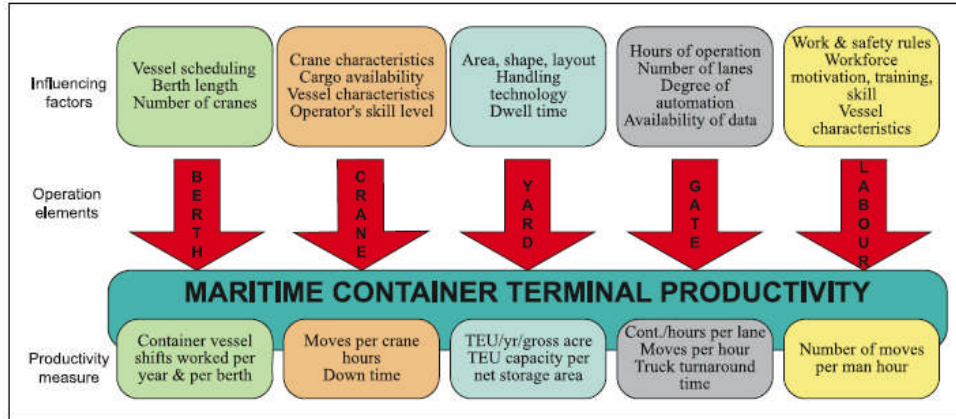 Influencing
factors
Vessel scheduling
Berth length
Number of cranes
Crane characteristics
Cargo availability
Vessel characteristics
Operator's skill level
Area, shape, layout
Handling
technology
Dwell time
Hours of operation
Number of lanes
Degree of
automation
Availability of data
Work & safety rules
Workforce
motivation, training,
skill
Vessel
characteristics
Operation
elements
BERTH
CRANE
YARD
GATE
LABOUR
MARITIME CONTAINER TERMINAL PRODUCTIVITY
Productivity
measure
Container vessel
shifts worked per
year & per berth
Moves per crane
hours
Down time
TEU/yr/gross acre
TEU capacity per
net storage area
Cont./hours per lane
Moves per hour
Truck turnaround
time
Number of moves
per man hour